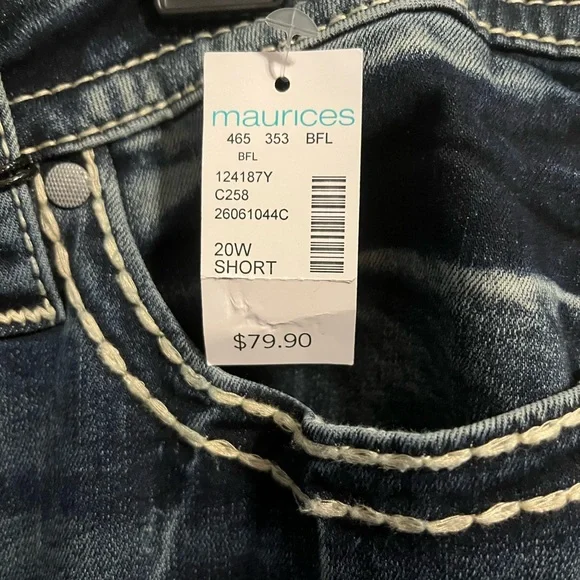 maurices
465 353 BFL
BFL
124187Y
C258
26061044C
20W
SHORT
$79.90